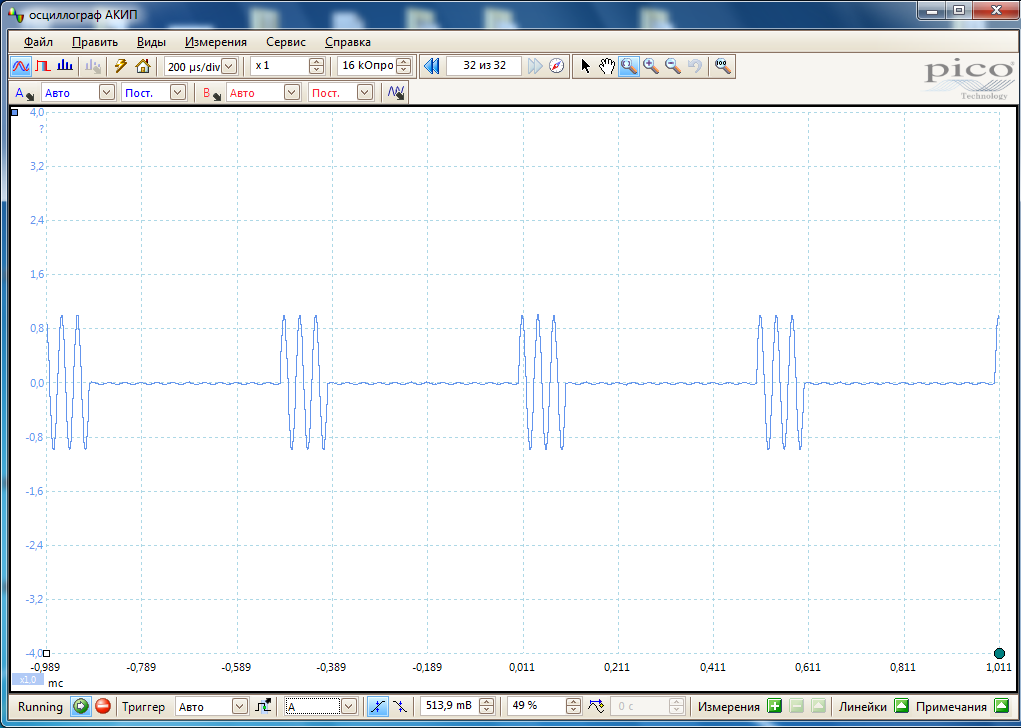 осциллограф АКИП
Файл Править Виды Измерения Сервис Справка
200 µs/div x 1 16 кОпро 32 из 32
pico
Technology
A Авто Пост. B Авто Пост.
4,0
?
3,2
2,4
1,6
0,8
0,0
-0,8
-1,6
-2,4
-3,2
-4,0
-0,989 -0,789 -0,589 -0,389 -0,189 0,011 0,211 0,411 0,611 0,811 1,011
x1.0 мс
Running Триггер Авто A 513,9 mB 49 % 0 c Измерения Линейки Примечания